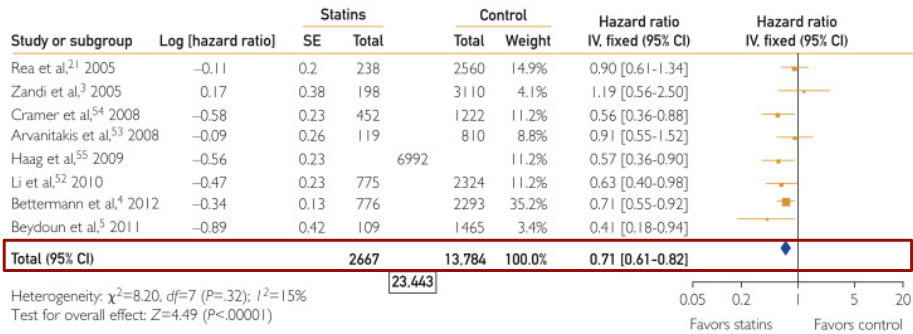 Statins Control Hazard ratio Hazard ratio
Study or subgroup Log [hazard ratio] SE Total Total Weight IV, fixed (95% CI) IV, fixed (95% CI)
Rea et al,21 2005 –0.11 0.2 238 2560 14.9% 0.90 [0.61-1.34]
Zandi et al,3 2005 0.17 0.38 198 3110 4.1% 1.19 [0.56-2.50]
Cramer et al,54 2008 –0.58 0.23 452 1222 11.2% 0.56 [0.36-0.88]
Arvanitakis et al,53 2008 –0.09 0.26 119 810 8.8% 0.91 [0.55-1.52]
Haag et al,55 2009 –0.56 0.23 6992 11.2% 0.57 [0.36-0.90]
Li et al,52 2010 –0.47 0.23 775 2324 11.2% 0.63 [0.40-0.98]
Bettermann et al,4 2012 –0.34 0.13 776 2293 35.2% 0.71 [0.55-0.92]
Beydoun et al,5 2011 –0.89 0.42 109 1465 3.4% 0.41 [0.18-0.94]
Total (95% CI) 2667 13,784 100.0% 0.71 [0.61-0.82]
23,443
Heterogeneity: χ2=8.20, df=7 (P=.32); I2=15%
Test for overall effect: Z=4.49 (P<.00001)
0.05 0.2 1 5 20
Favors statins Favors control